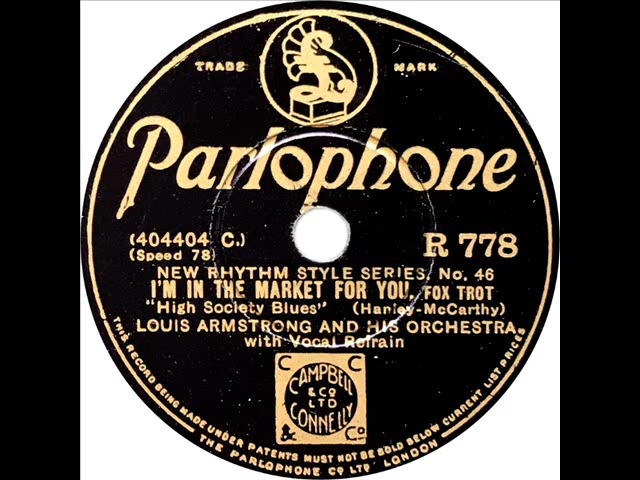 TRADE MARK
Parlophone
(404404 C.)
(Speed 78)
R 778
NEW RHYTHM STYLE SERIES, No. 46
I'M IN THE MARKET FOR YOU, FOX TROT
"High Society Blues" (Hanley-McCarthy)
LOUIS ARMSTRONG AND HIS ORCHESTRA
with Vocal Refrain
C C
CAMPBELL
& Co
LTD
CONNELLY
& Co
THIS RECORD BEING MADE UNDER PATENTS MUST NOT BE SOLD BELOW CURRENT LIST PRICES
THE PARLOPHONE Co LTD LONDON